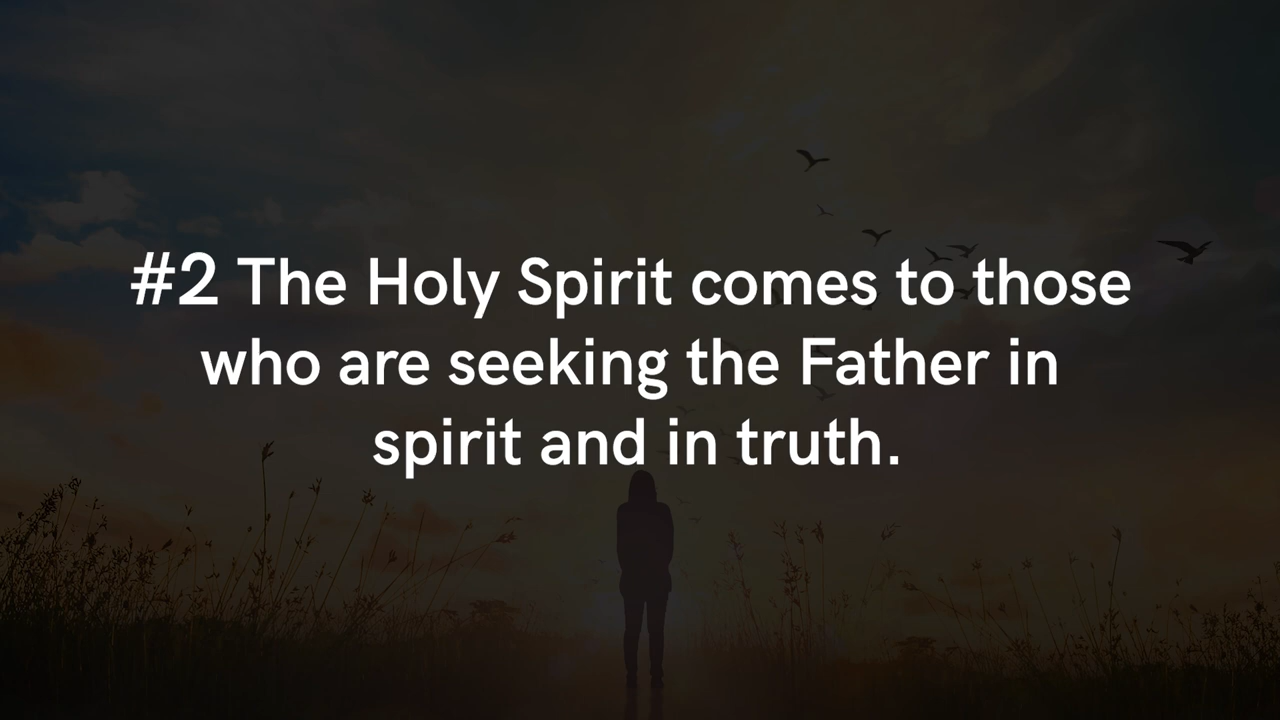 #2 The Holy Spirit comes to those
who are seeking the Father in
spirit and in truth.